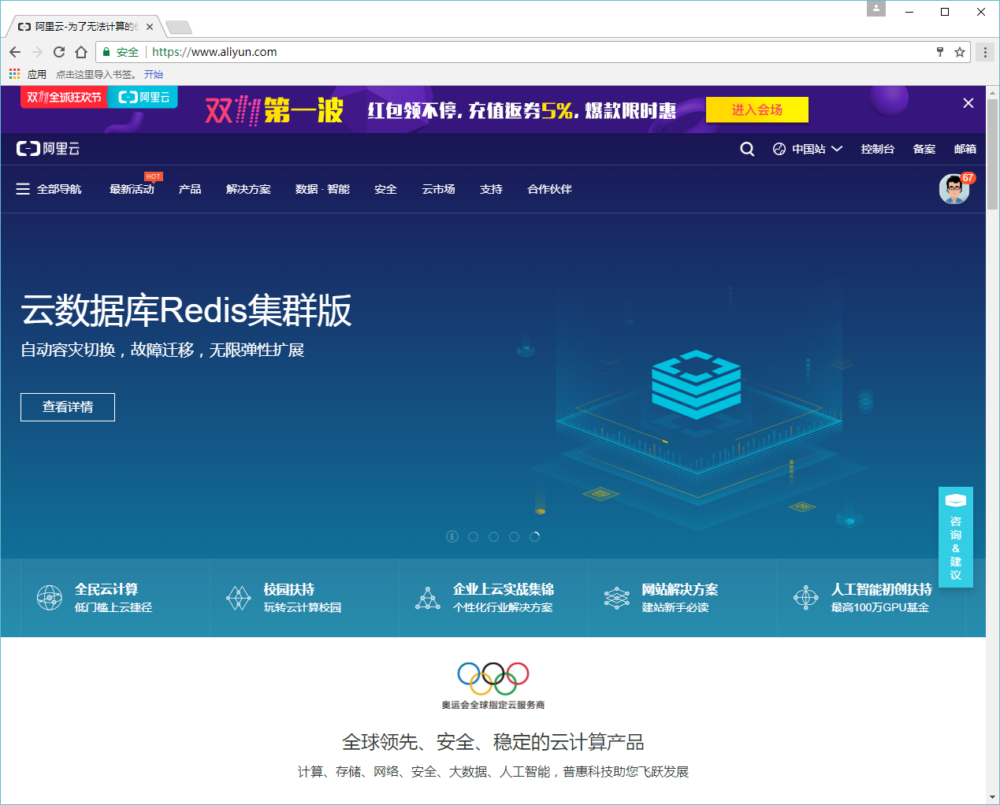 阿里云-为了无法计算的
安全 https://www.aliyun.com
应用 点击这里导入书签。 开始
双11全球狂欢节 阿里云 双11第一波 红包领不停, 充值返券5%, 爆款限时惠 进入会场
阿里云 中国站 控制台 备案 邮箱
HOT
全部导航 最新活动 产品 解决方案 数据 · 智能 安全 云市场 支持 合作伙伴 67
云数据库Redis集群版
自动容灾切换，故障迁移，无限弹性扩展
查看详情
咨询&建议
全民云计算 校园扶持 企业上云实战集锦 网站解决方案 人工智能初创扶持
低门槛上云捷径 玩转云计算校园 个性化行业解决方案 建站新手必读 最高100万GPU基金
奥运会全球指定云服务商
全球领先、安全、稳定的云计算产品
计算、存储、网络、安全、大数据、人工智能，普惠科技助您飞跃发展